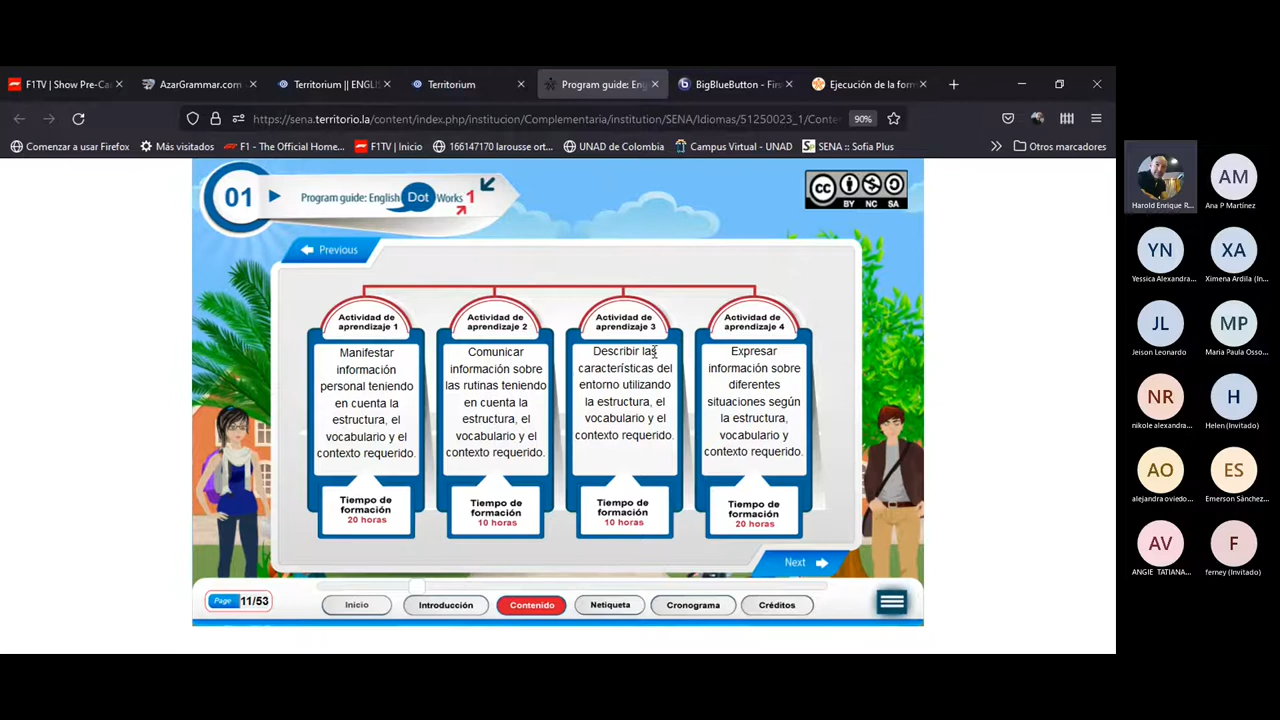 F1TV | Show Pre-Ca
AzarGrammar.com
Territorium || ENGLIS
Territorium
Program guide: Eng
BigBlueButton - Firs
Ejecución de la form
https://sena.territorio.la/content/index.php/institucion/Complementaria/institution/SENA/Idiomas/51250023_1/Conte
90%
Comenzar a usar Firefox
Más visitados
F1 - The Official Home...
F1TV | Inicio
166147170 larousse ort...
UNAD de Colombia
Campus Virtual - UNAD
SENA :: Sofia Plus
Otros marcadores
01
Program guide: English Dot Works 1
CC BY NC SA
Previous
Actividad de
aprendizaje 1
Manifestar
información
personal teniendo
en cuenta la
estructura, el
vocabulario y el
contexto requerido.
Tiempo de
formación
20 horas
Actividad de
aprendizaje 2
Comunicar
información sobre
las rutinas teniendo
en cuenta la
estructura, el
vocabulario y el
contexto requerido.
Tiempo de
formación
10 horas
Actividad de
aprendizaje 3
Describir las
características del
entorno utilizando
la estructura, el
vocabulario y el
contexto requerido.
Tiempo de
formación
10 horas
Actividad de
aprendizaje 4
Expresar
información sobre
diferentes
situaciones según
la estructura,
vocabulario y
contexto requerido.
Tiempo de
formación
20 horas
Next
Page 11/53
Inicio
Introducción
Contenido
Netiqueta
Cronograma
Créditos
Harold Enrique R...
AM
Ana P Martinez
YN
Yessica Alexandra...
XA
Ximena Ardila (In...
JL
Jeison Leonardo
MP
Maria Paula Osso...
NR
nikole alexandra...
H
Helen (Invitado)
AO
alejandra oviedo...
ES
Emerson Sánchez...
AV
ANGIE TATIANA...
F
ferney (Invitado)